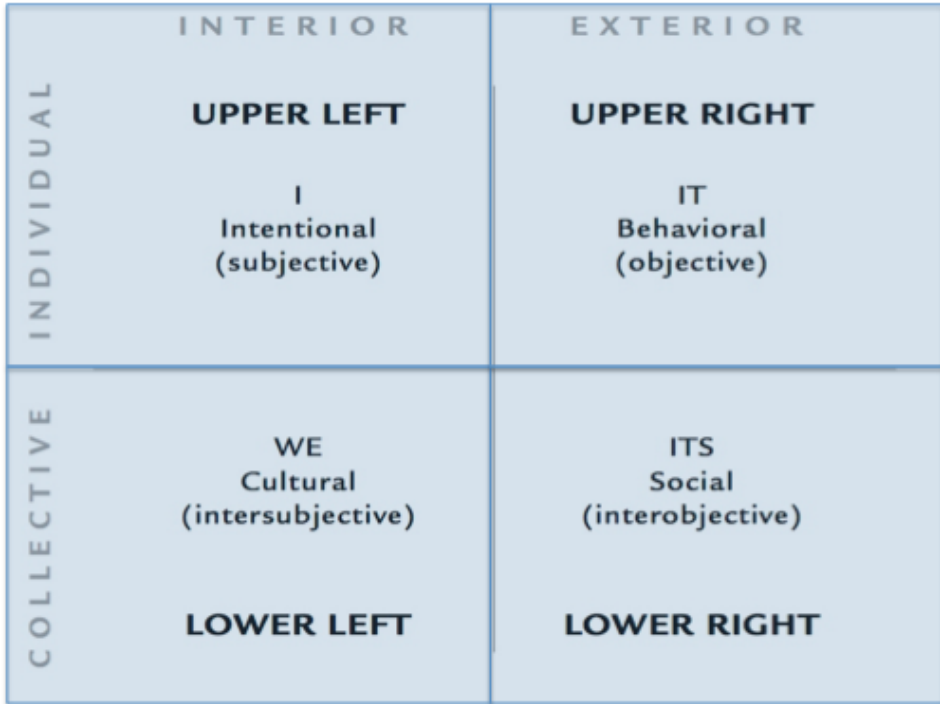 INTERIOR
EXTERIOR
INDIVIDUAL
UPPER LEFT
I
Intentional
(subjective)
UPPER RIGHT
IT
Behavioral
(objective)
COLLECTIVE
WE
Cultural
(intersubjective)
LOWER LEFT
ITS
Social
(interobjective)
LOWER RIGHT